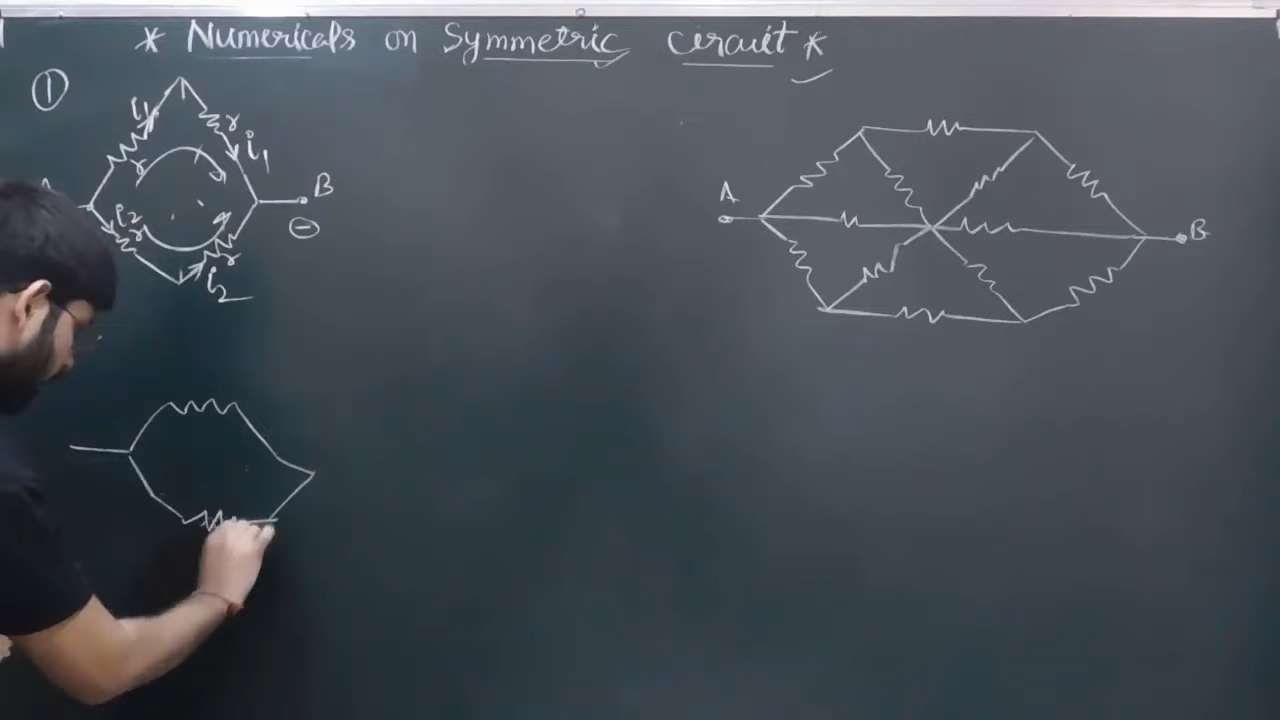 * Numericals on Symmetric Circuit *
①
i1
r
i1
r
A
B
i2
r
r
i2
A
B